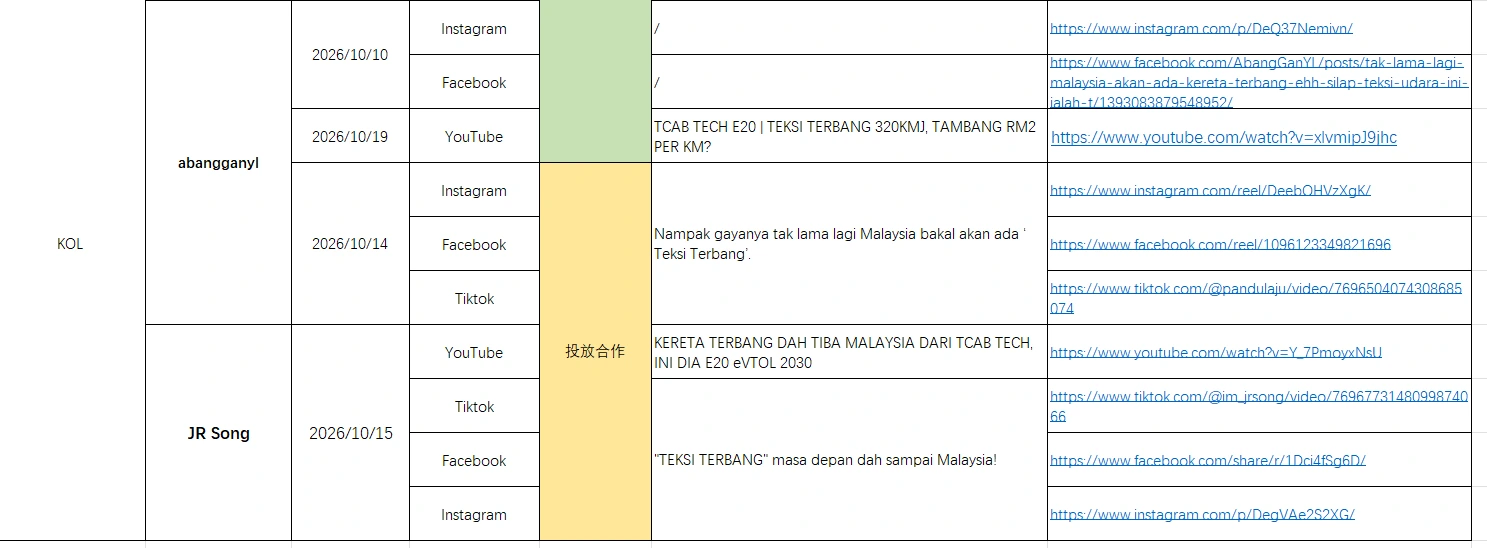 Instagram
/
https://www.instagram.com/p/DeQ37Nemivn/
2026/10/10
Facebook
/
https://www.facebook.com/AbangGanYL/posts/tak-lama-lagi-
malaysia-akan-ada-kereta-terbang-ehh-silap-teksi-udara-ini-
ialah-t/1393083879548952/
2026/10/19
YouTube
TCAB TECH E20 | TEKSI TERBANG 320KMJ, TAMBANG RM2
PER KM?
https://www.youtube.com/watch?v=xlvmipJ9jhc
abangganyl
Instagram
https://www.instagram.com/reel/DeebOHVzXgK/
KOL
2026/10/14
Facebook
Nampak gayanya tak lama lagi Malaysia bakal akan ada ‘
Teksi Terbang’.
https://www.facebook.com/reel/1096123349821696
Tiktok
https://www.tiktok.com/@pandulaju/video/7696504074308685
074
投放合作
YouTube
KERETA TERBANG DAH TIBA MALAYSIA DARI TCAB TECH,
INI DIA E20 eVTOL 2030
https://www.youtube.com/watch?v=Y_7PmoyxNsU
Tiktok
https://www.tiktok.com/@im_jrsong/video/76967731480998740
66
JR Song
2026/10/15
Facebook
"TEKSI TERBANG" masa depan dah sampai Malaysia!
https://www.facebook.com/share/r/1Dci4fSg6D/
Instagram
https://www.instagram.com/p/DegVAe2S2XG/